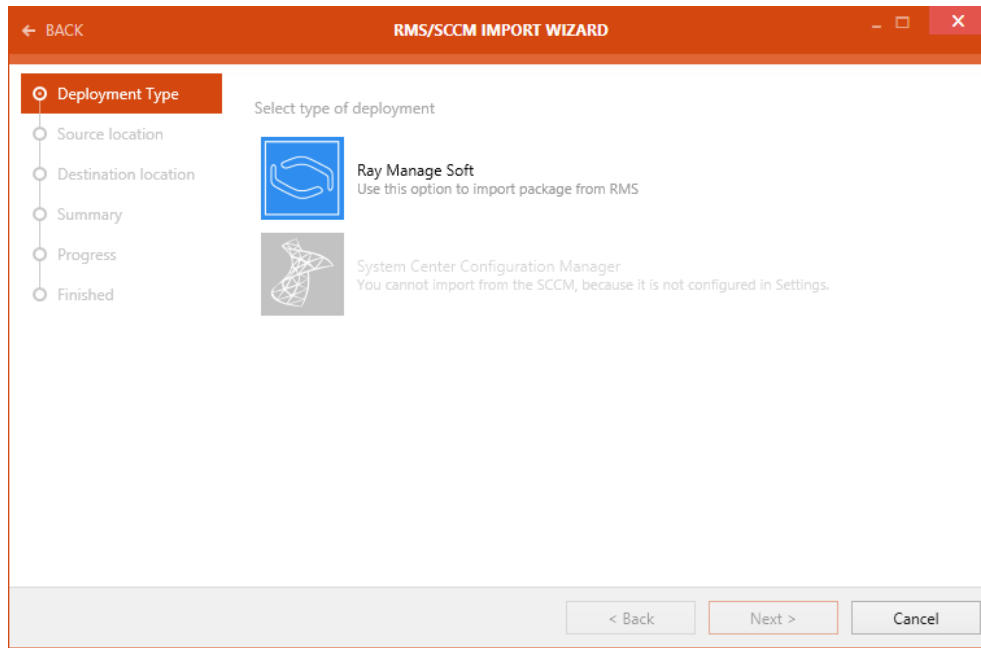 ← BACK
RMS/SCCM IMPORT WIZARD
Deployment Type
Source location
Destination location
Summary
Progress
Finished
Select type of deployment
Ray Manage Soft
Use this option to import package from RMS
System Center Configuration Manager
You cannot import from the SCCM, because it is not configured in Settings.
< Back
Next >
Cancel